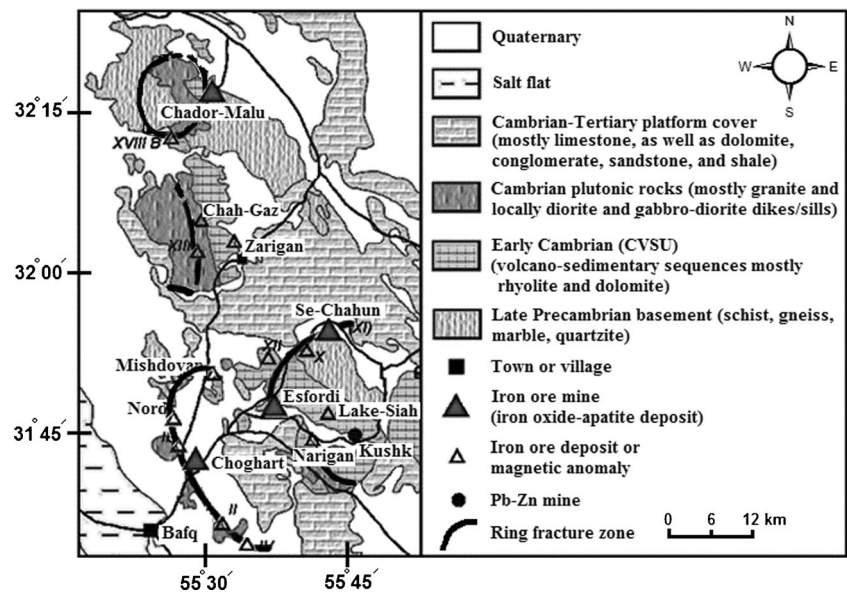 32°15'
32°00'
31°45'
55°30'
55°45'
Chador-Malu
XVIII B
Chah-Gaz
XIII
Zarigan
Se-Chahun
XI
XII
X
Mishdovan
Esfordi
Nord
Lake-Siah
Choghart
Narigan
Kushk
II
IV
Bafq
Quaternary
Salt flat
Cambrian-Tertiary platform cover
(mostly limestone, as well as dolomite,
conglomerate, sandstone, and shale)
Cambrian plutonic rocks (mostly granite and
locally diorite and gabbro-diorite dikes/sills)
Early Cambrian (CVSU)
(volcano-sedimentary sequences mostly
rhyolite and dolomite)
Late Precambrian basement (schist, gneiss,
marble, quartzite)
Town or village
Iron ore mine
(iron oxide-apatite deposit)
Iron ore deposit or
magnetic anomaly
Pb-Zn mine
Ring fracture zone
0 6 12 km
N
W E
S